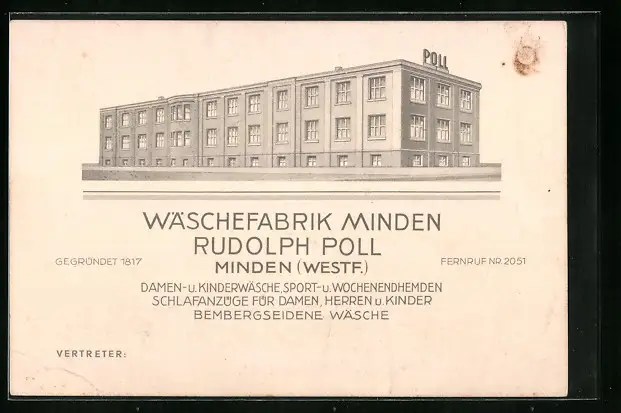 POLL
WÄSCHEFABRIK MINDEN
RUDOLPH POLL
MINDEN (WESTF.)
GEGRÜNDET 1817
FERNRUF NR. 2051
DAMEN- u. KINDERWÄSCHE, SPORT- u. WOCHENENDHEMDEN
SCHLAFANZÜGE FÜR DAMEN, HERREN u. KINDER
BEMBERGSEIDENE WÄSCHE
VERTRETER: